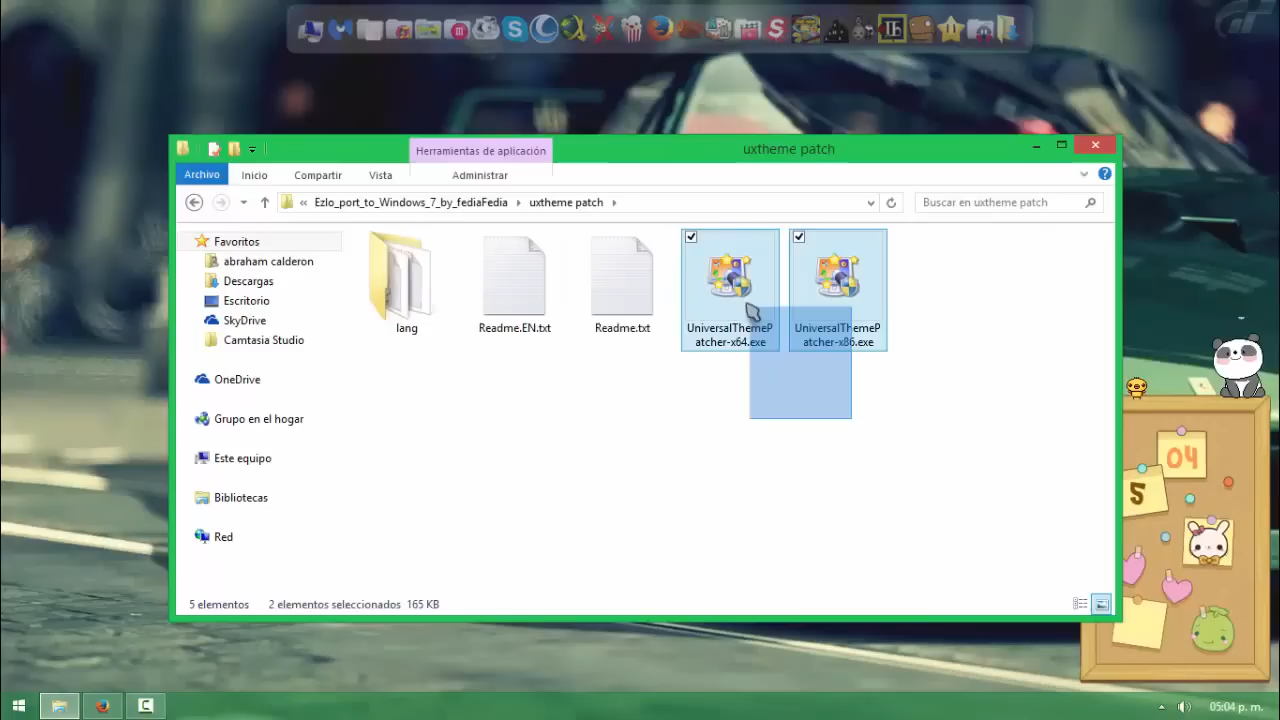 Herramientas de aplicación
uxtheme patch
Archivo
Inicio
Compartir
Vista
Administrar
« Ezlo_port_to_Windows_7_by_fediaFedia
uxtheme patch
Buscar en uxtheme patch
Favoritos
abraham calderon
Descargas
Escritorio
SkyDrive
Camtasia Studio
OneDrive
Grupo en el hogar
Este equipo
Bibliotecas
Red
lang
Readme.EN.txt
Readme.txt
UniversalThemeP
atcher-x64.exe
UniversalThemeP
atcher-x86.exe
5 elementos
2 elementos seleccionados 165 KB
04
5
05:04 p. m.